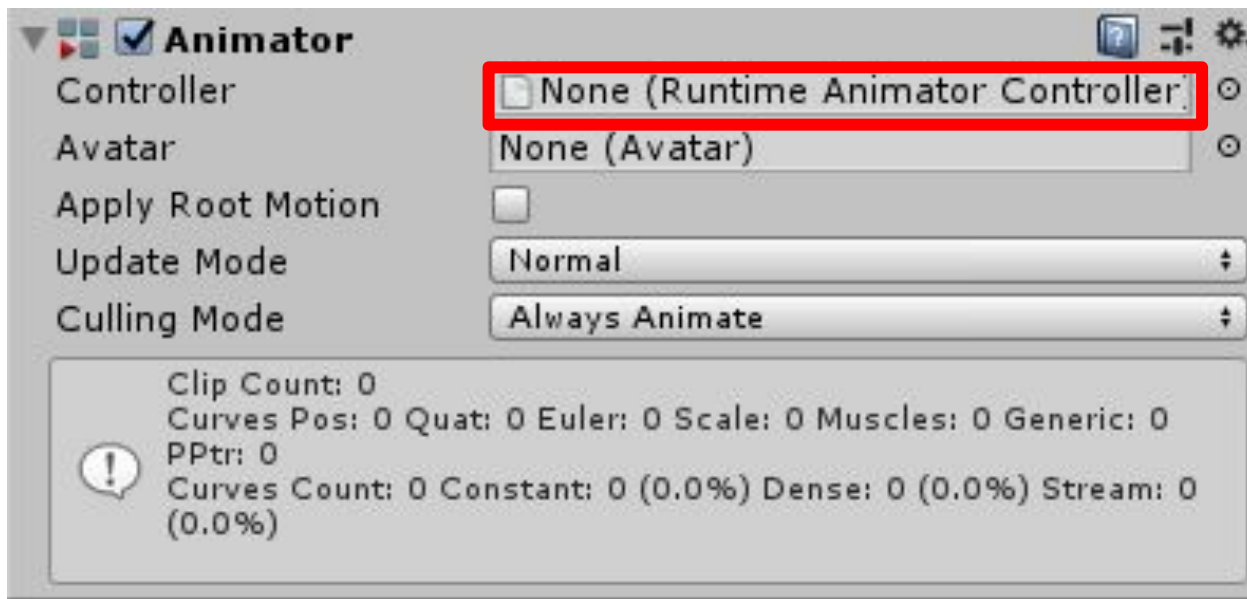 Animator
Controller None (Runtime Animator Controller)
Avatar None (Avatar)
Apply Root Motion
Update Mode Normal
Culling Mode Always Animate
Clip Count: 0
Curves Pos: 0 Quat: 0 Euler: 0 Scale: 0 Muscles: 0 Generic: 0
PPtr: 0
Curves Count: 0 Constant: 0 (0.0%) Dense: 0 (0.0%) Stream: 0
(0.0%)